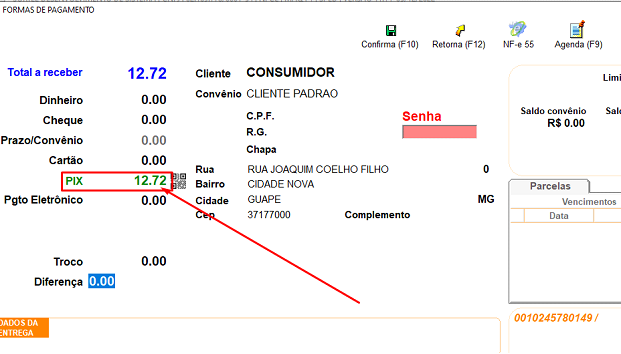 FORMAS DE PAGAMENTO
Confirma (F10) Retorna (F12) NF-e 55 Agenda (F9)
Total a receber 12.72
Dinheiro 0.00
Cheque 0.00
Prazo/Convênio 0.00
Cartão 0.00
PIX 12.72
Pgto Eletrônico 0.00
Troco 0.00
Diferença 0.00
Cliente CONSUMIDOR
Convênio CLIENTE PADRAO
C.P.F. Senha
R.G.
Chapa
Rua RUA JOAQUIM COELHO FILHO 0
Bairro CIDADE NOVA
Cidade GUAPE MG
Cep 37177000 Complemento
Saldo convênio
R$ 0.00
Parcelas
Vencimentos
Data
DADOS DA
ENTREGA
0010245780149 /